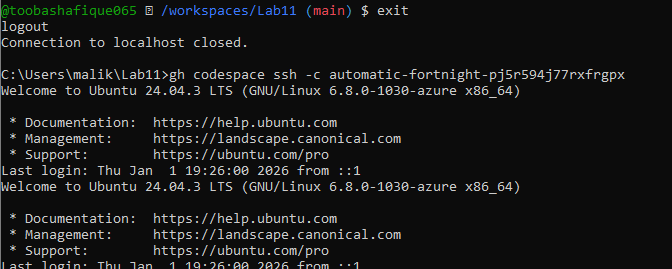 @toobashafique065 /workspaces/Lab11 (main) $ exit
logout
Connection to localhost closed.
C:\Users\malik\Lab11>gh codespace ssh -c automatic-fortnight-pj5r594j77rxfrgpx
Welcome to Ubuntu 24.04.3 LTS (GNU/Linux 6.8.0-1030-azure x86_64)
* Documentation:  https://help.ubuntu.com
* Management:     https://landscape.canonical.com
* Support:        https://ubuntu.com/pro
Last login: Thu Jan  1 19:26:00 2026 from ::1
Welcome to Ubuntu 24.04.3 LTS (GNU/Linux 6.8.0-1030-azure x86_64)
* Documentation:  https://help.ubuntu.com
* Management:     https://landscape.canonical.com
* Support:        https://ubuntu.com/pro
Last login: Thu Jan  1 19:26:00 2026 from ::1